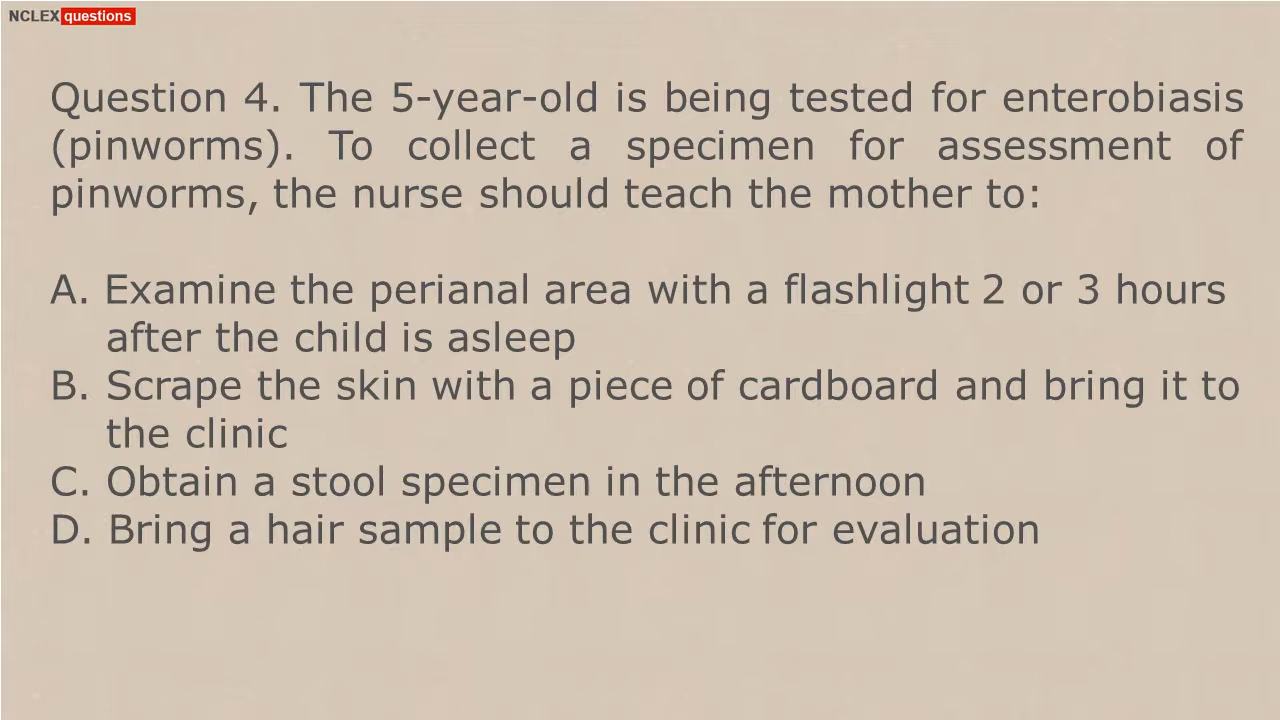 NCLEX questions
Question 4. The 5-year-old is being tested for enterobiasis
(pinworms). To collect a specimen for assessment of
pinworms, the nurse should teach the mother to:
A. Examine the perianal area with a flashlight 2 or 3 hours
after the child is asleep
B. Scrape the skin with a piece of cardboard and bring it to
the clinic
C. Obtain a stool specimen in the afternoon
D. Bring a hair sample to the clinic for evaluation